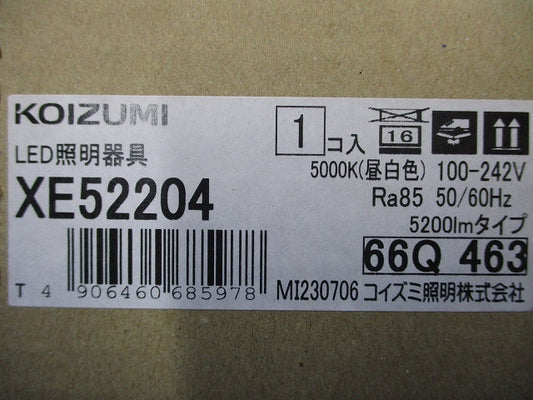 KOIZUMI
1 コ入
16
LED照明器具
5000K(昼白色) 100-242V
XE52204
Ra85 50/60Hz
5200lmタイプ
66Q 463
T 4 906460 685978
MI230706 コイズミ照明株式会社